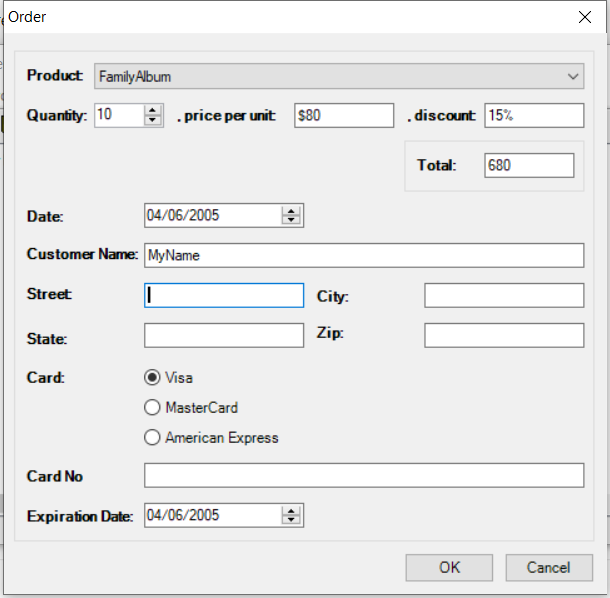 Order
Product: FamilyAlbum
Quantity: 10 , price per unit: $80 , discount: 15%
Total: 680
Date: 04/06/2005
Customer Name: MyName
Street: City:
State: Zip:
Card: Visa
MasterCard
American Express
Card No
Expiration Date: 04/06/2005
OK Cancel